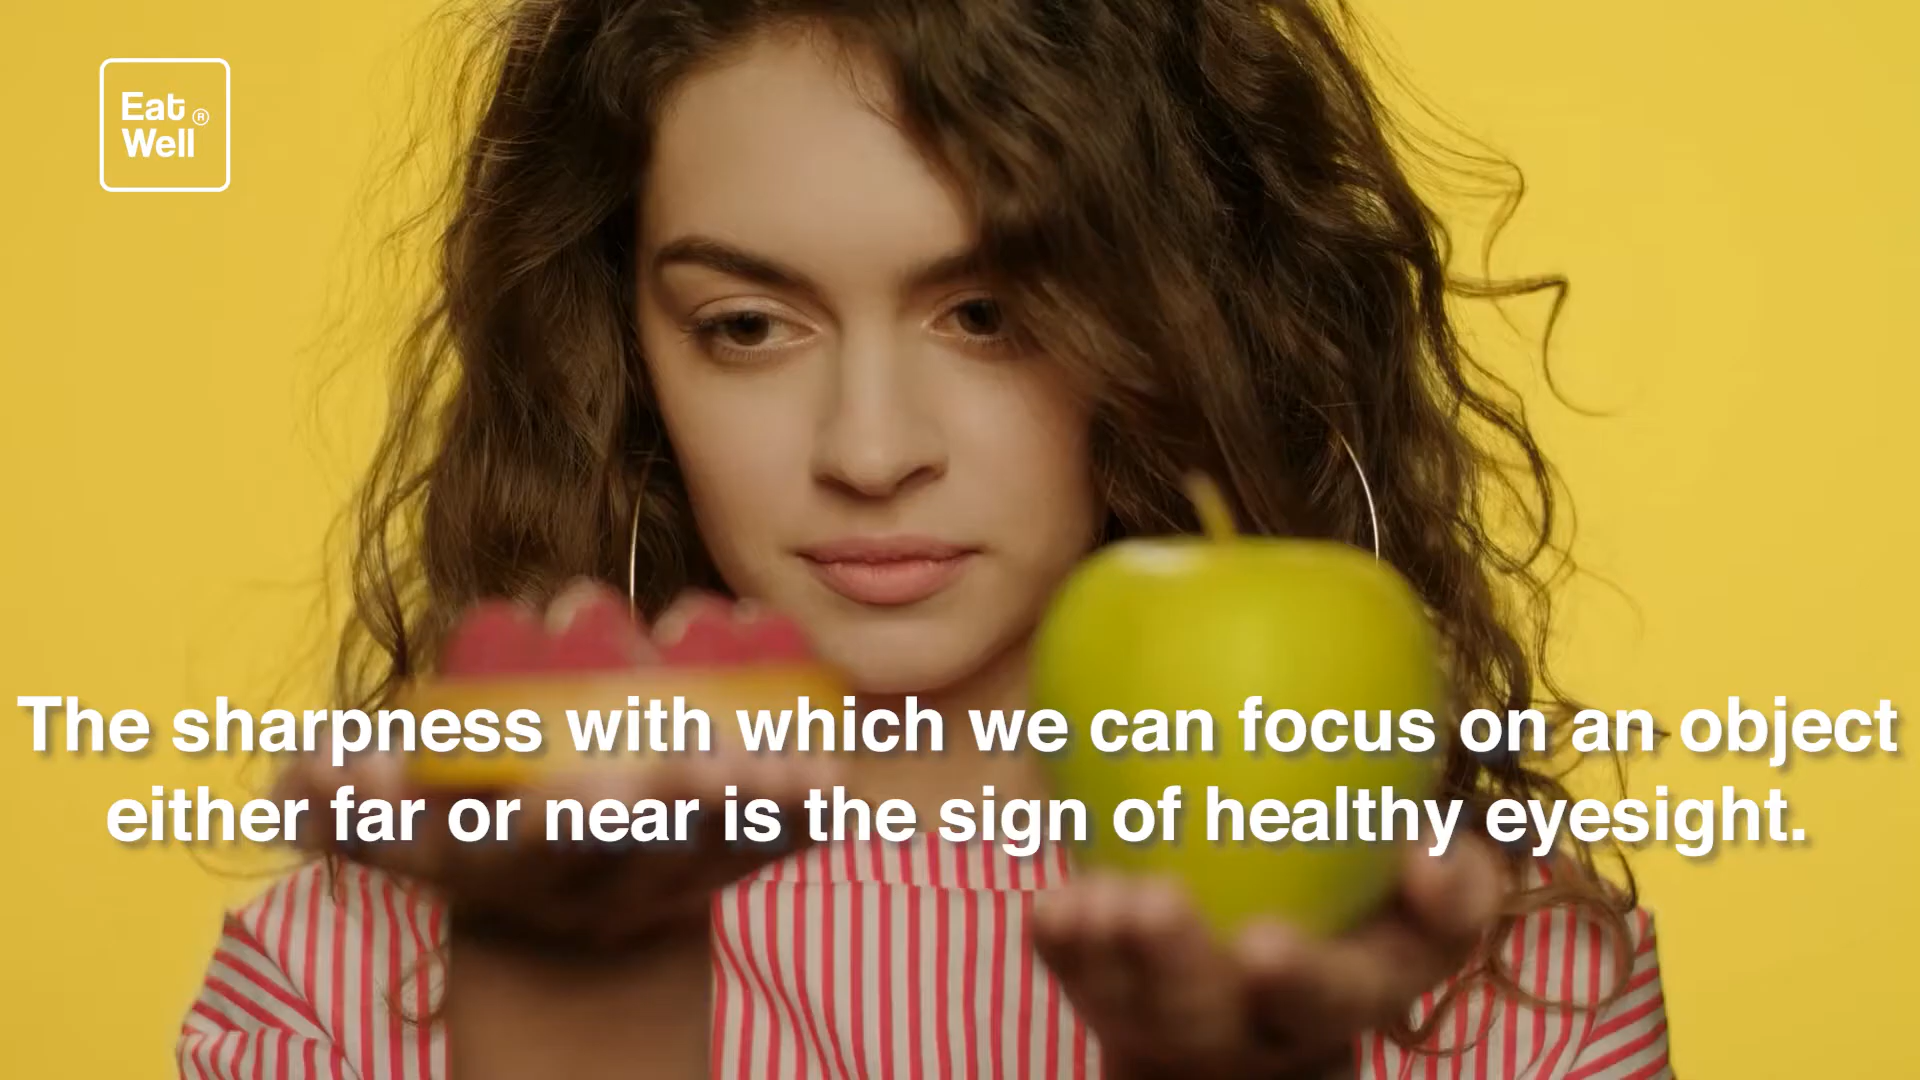 Eat ®
Well
The sharpness with which we can focus on an object
either far or near is the sign of healthy eyesight.